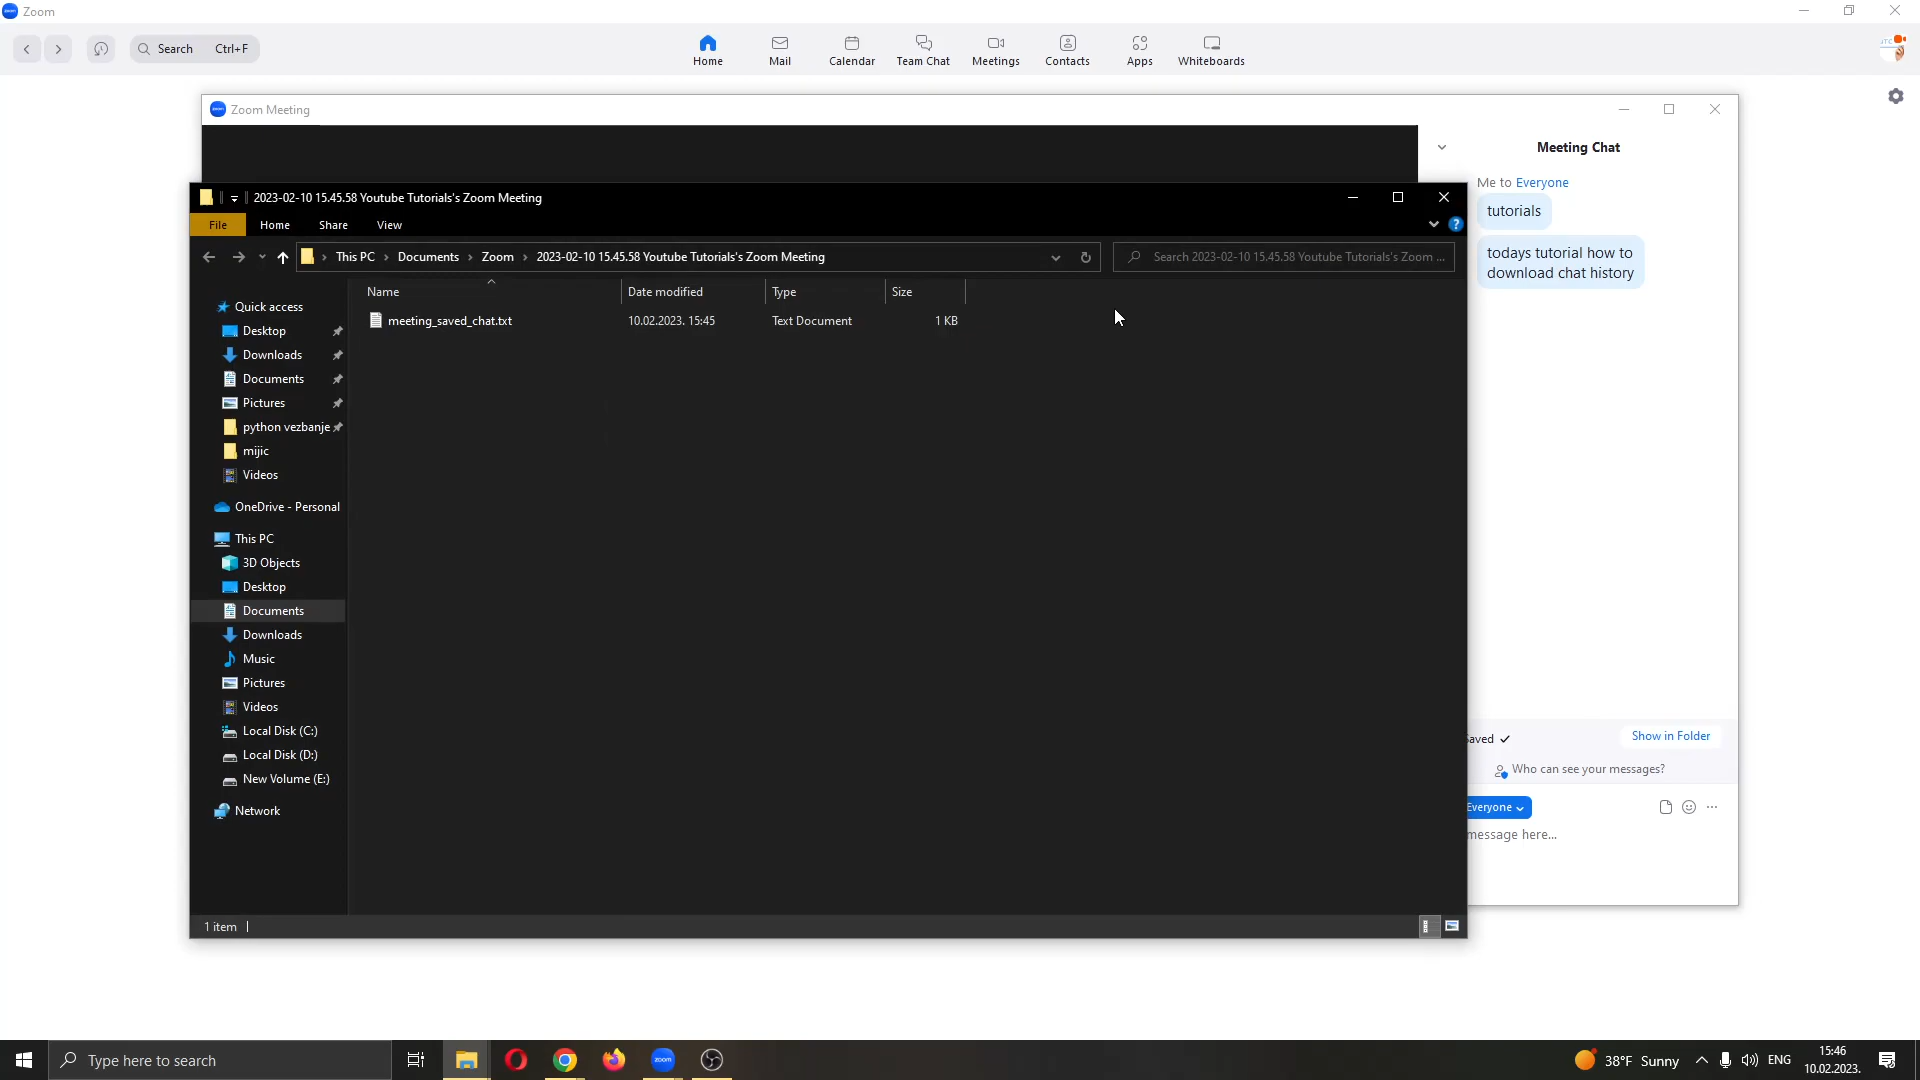 Zoom
Search Ctrl+F
Home Mail Calendar Team Chat Meetings Contacts Apps Whiteboards
Zoom Meeting
Meeting Chat
Me to Everyone
tutorials
todays tutorial how to
download chat history
2023-02-10 15.45.58 Youtube Tutorials's Zoom Meeting
File Home Share View
This PC Documents Zoom 2023-02-10 15.45.58 Youtube Tutorials's Zoom Meeting
Search 2023-02-10 15.45.58 Youtube Tutorials's Zoom ...
Name Date modified Type Size
meeting_saved_chat.txt 10.02.2023. 15:45 Text Document 1 KB
Quick access
Desktop
Downloads
Documents
Pictures
python vezbanje
mijic
Videos
OneDrive - Personal
This PC
3D Objects
Desktop
Documents
Downloads
Music
Pictures
Videos
Local Disk (C:)
Local Disk (D:)
New Volume (E:)
Network
1 item
Saved Show in Folder
Who can see your messages?
Everyone
message here...
Type here to search
zoom
38°F Sunny
ENG
15:46
10.02.2023.